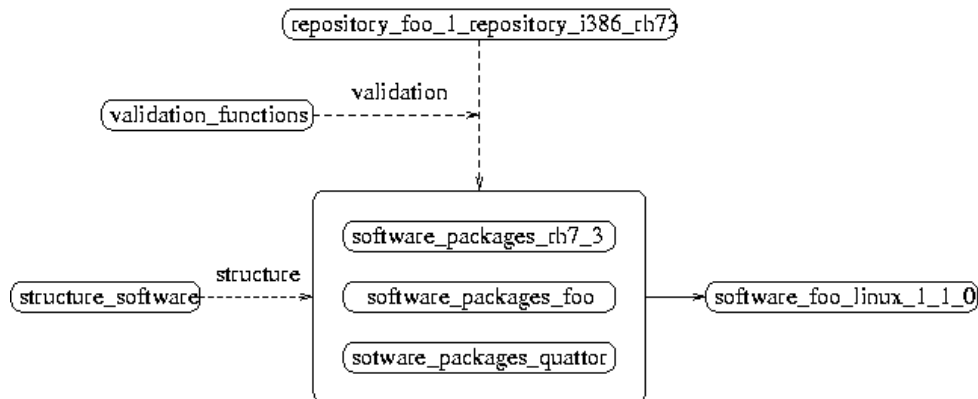 repository_foo_1_repository_i386_rh73
validation
validation_functions
software_packages_rh7_3
structure
structure_software
software_packages_foo
software_foo_linux_1_1_0
sotware_packages_quattor